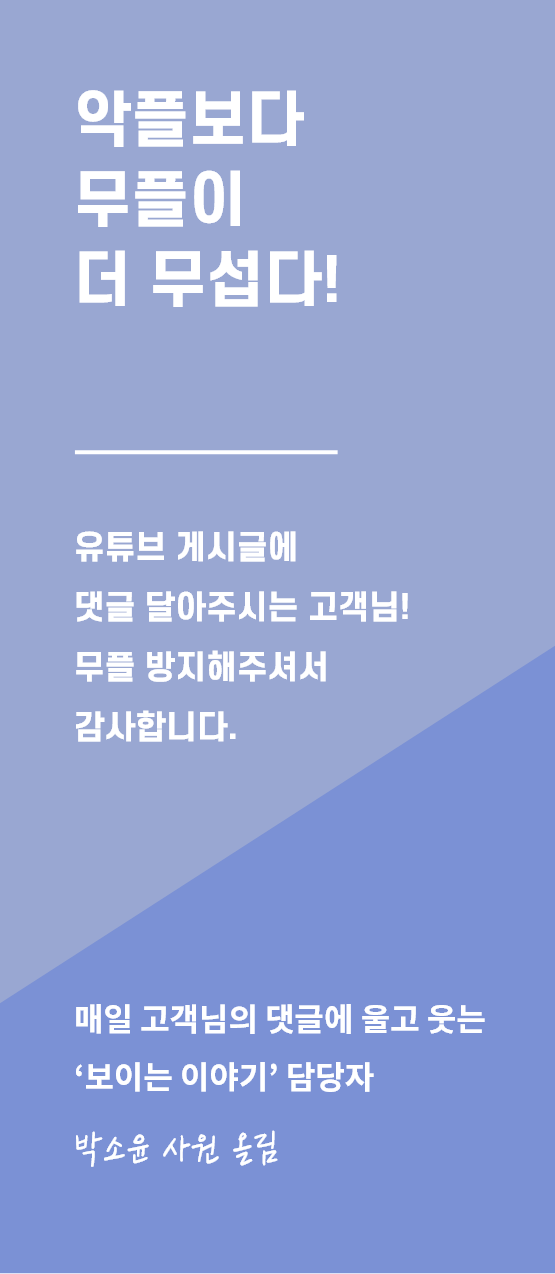 악플보다
무플이
더 무섭다!
유튜브 게시글에
댓글 달아주시는 고객님!
무플 방지해주셔서
감사합니다.
매일 고객님의 댓글에 울고 웃는
‘보이는 이야기’ 담당자
박소윤 사원 올림